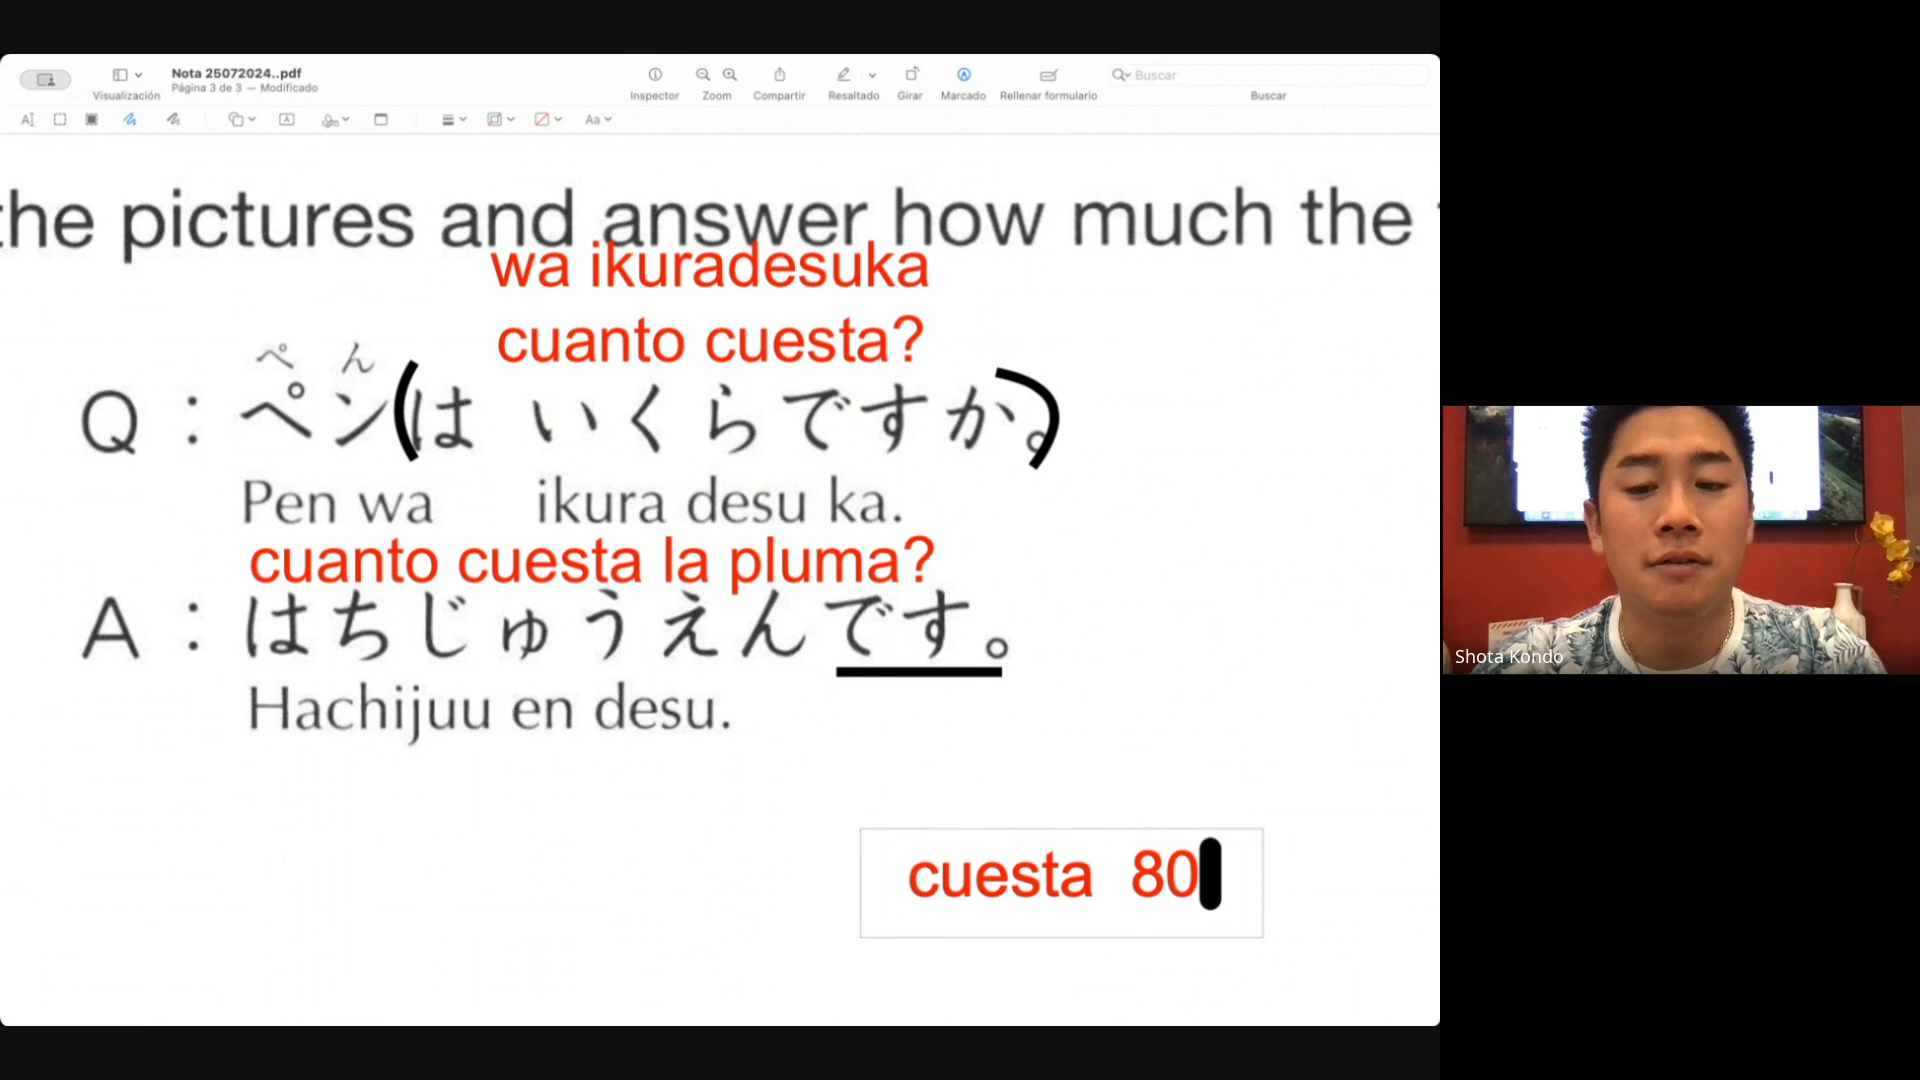 Nota 25072024..pdf
Página 3 de 3 — Modificado
Visualización
Inspector
Zoom
Compartir
Resaltado
Girar
Marcado
Rellenar formulario
Buscar
Buscar
Aa
the pictures and answer how much the
wa ikuradesuka
cuanto cuesta?
ぺ ん
Q : ペン(は いくらですか。)
Pen wa ikura desu ka.
cuanto cuesta la pluma?
A : はちじゅうえんです。
Hachijuu en desu.
cuesta 80
Shota Kondo